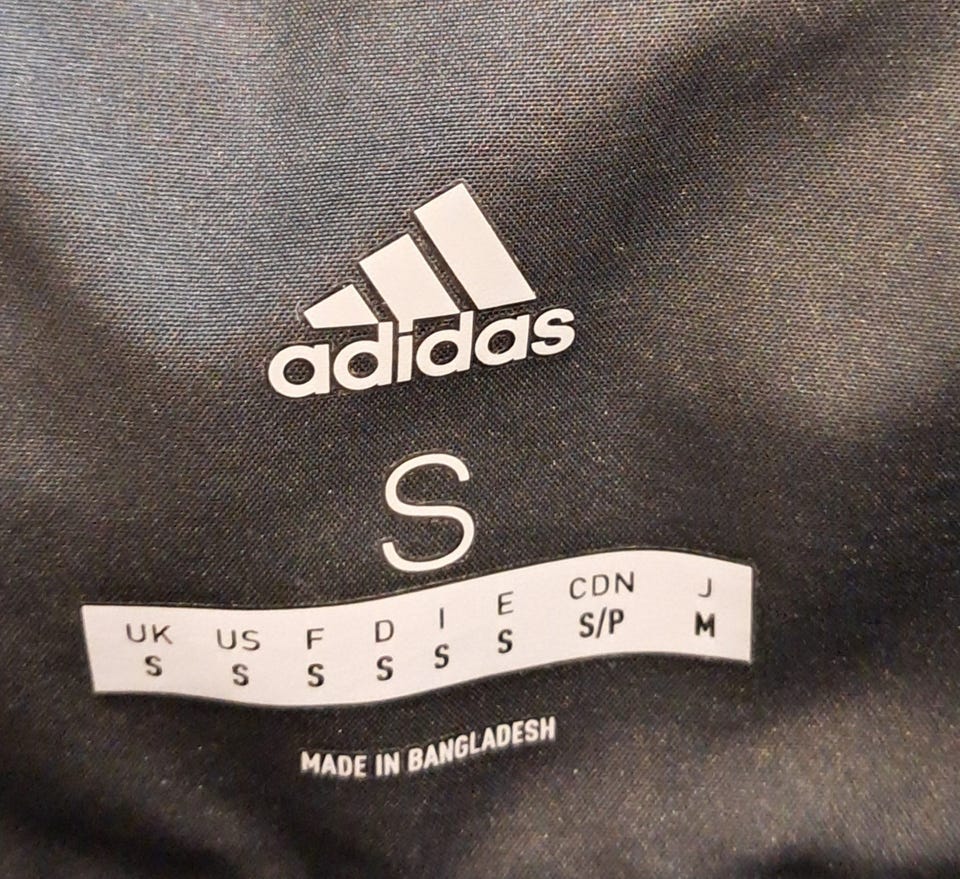 adidas
S
UK US F D I E CDN J
S S S S S S S/P M
MADE IN BANGLADESH